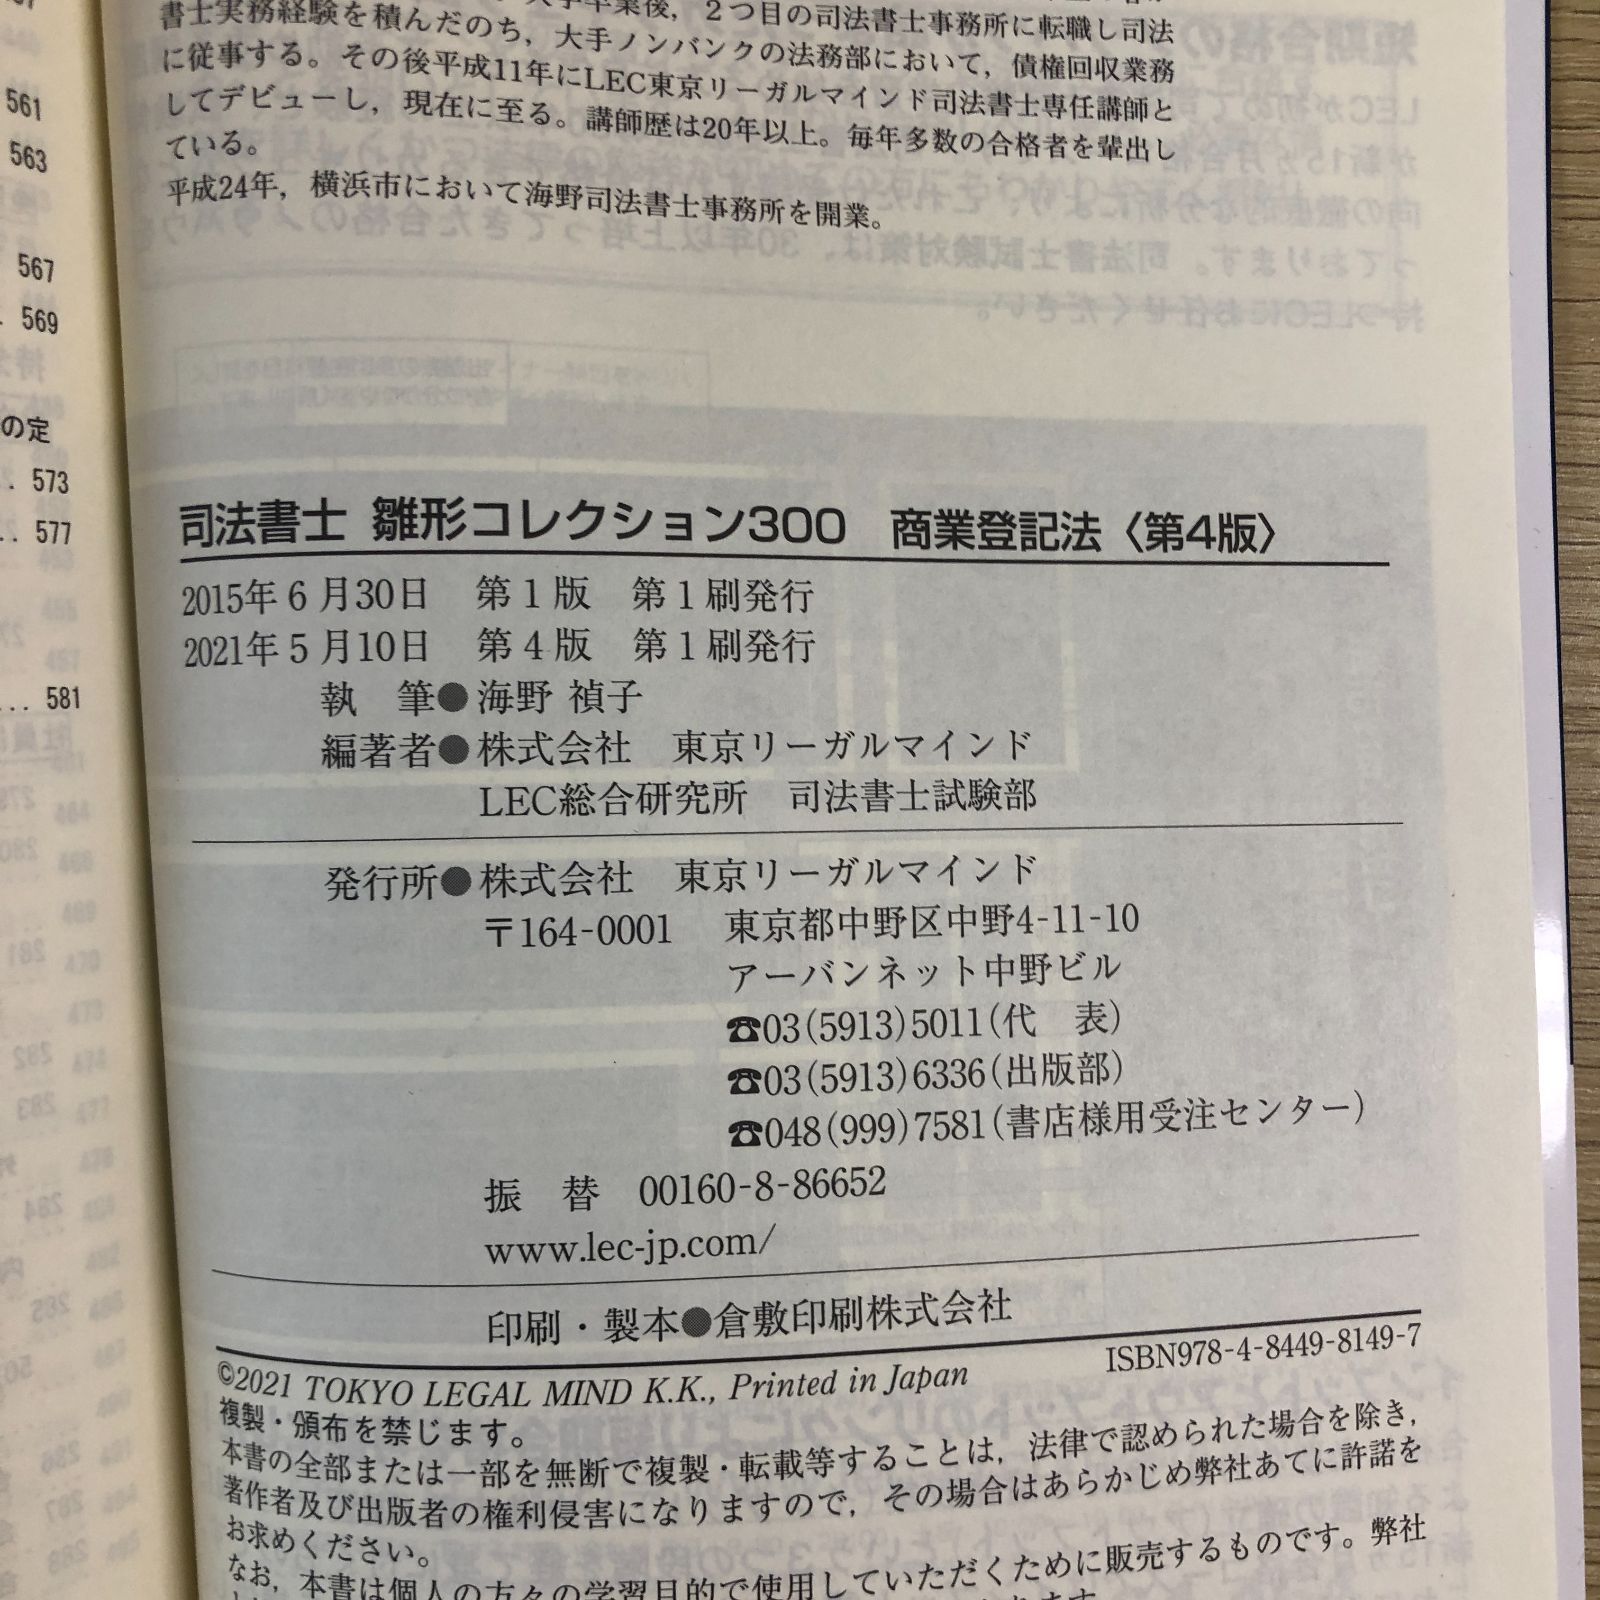 書士実務経験を積んだのち，大手卒業後，２つ目の司法書士事務所に転職し司法
に従事する。その後平成11年にLEC東京リーガルマインド司法書士専任講師と
してデビューし，現在に至る。講師歴は20年以上。毎年多数の合格者を輩出し
ている。
平成24年，横浜市において海野司法書士事務所を開業。
561
563
567
569
の定
573
577
581
司法書士 雛形コレクション300　商業登記法〈第4版〉
2015年６月30日　第１版　第１刷発行
2021年５月10日　第４版　第１刷発行
執　筆●海野 禎子
編著者●株式会社　東京リーガルマインド
LEC総合研究所　司法書士試験部
発行所●株式会社　東京リーガルマインド
〒164-0001　東京都中野区中野4-11-10
アーバンネット中野ビル
☎03(5913)5011(代　表)
☎03(5913)6336(出版部)
☎048(999)7581(書店様用受注センター)
振　替　00160-8-86652
www.lec-jp.com/
印刷・製本●倉敷印刷株式会社
ISBN978-4-8449-8149-7
©2021 TOKYO LEGAL MIND K.K., Printed in Japan
複製・頒布を禁じます。
本書の全部または一部を無断で複製・転載等することは，法律で認められた場合を除き，
著作者及び出版者の権利侵害になりますので，その場合はあらかじめ弊社あてに許諾を
お求めください。
なお，本書は個人の方々の学習目的で使用していただくために販売するものです。弊社